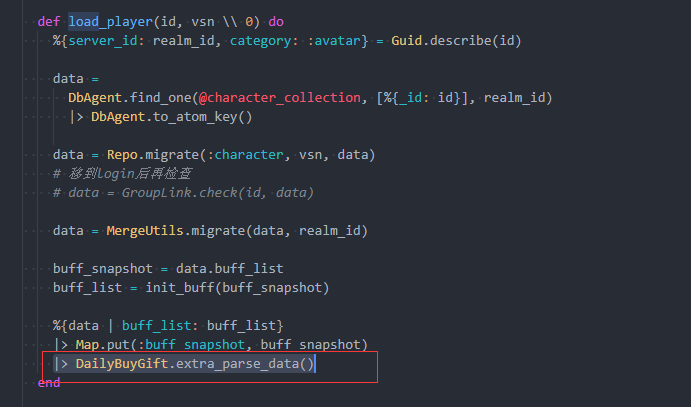 def load_player(id, vsn \\ 0) do
%{server_id: realm_id, category: :avatar} = Guid.describe(id)
data =
DbAgent.find_one(@character_collection, [%{_id: id}], realm_id)
|> DbAgent.to_atom_key()
data = Repo.migrate(:character, vsn, data)
# 移到login后再检查
# data = GroupLink.check(id, data)
data = MergeUtils.migrate(data, realm_id)
buff_snapshot = data.buff_list
buff_list = init_buff(buff_snapshot)
%{data | buff_list: buff_list}
|> Map.put(:buff_snapshot, buff_snapshot)
|> DailyBuyGift.extra_parse_data()
end